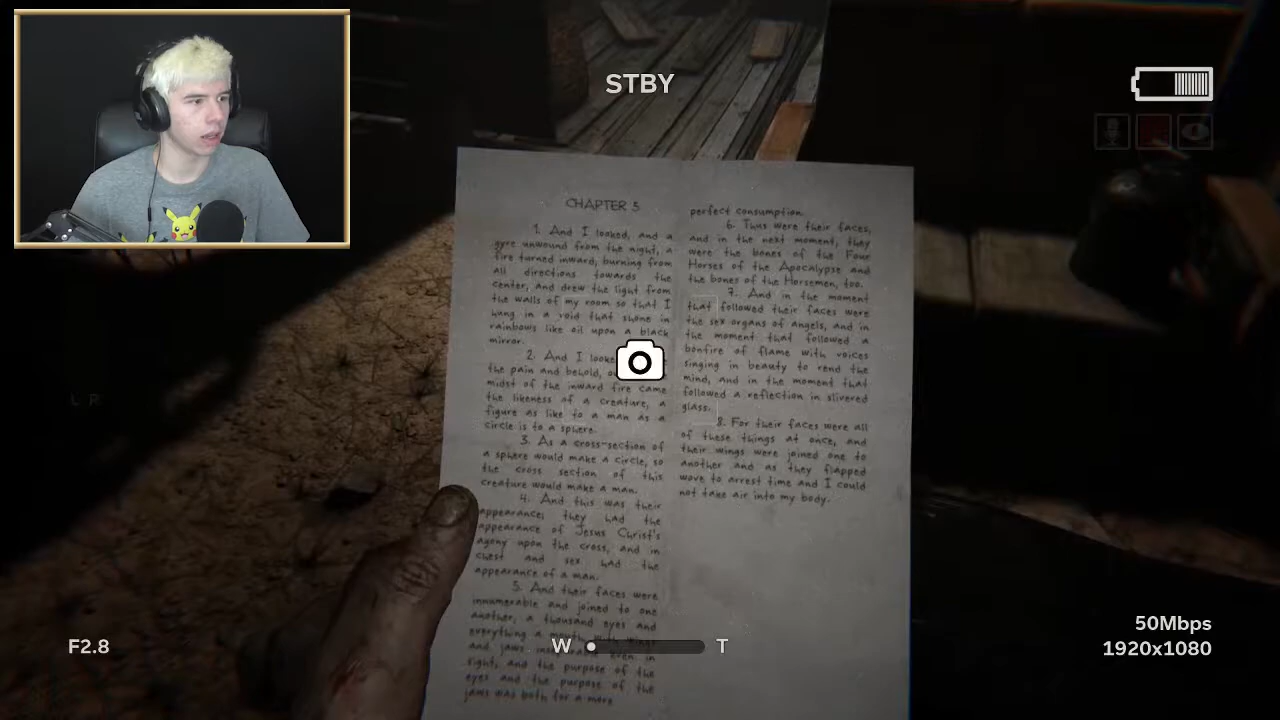 STBY
CHAPTER 5
1. And I looked, and a
gyre unwound from the night, a
fire turned inward, burning from
all directions towards the
center, and drew the light from
the walls of my room so that I
hung in a void that shone in
rainbows like oil upon a black
mirror.
2. And I looke
the pain and behold, ou
midst of the inward fire came
the likeness of a creature, a
figure as like to a man as a
circle is to a sphere.
3. As a cross-section of
a sphere would make a circle, so
the cross section of this
creature would make a man.
4. And this was their
appearance; they had the
appearance of Jesus Christ's
agony upon the cross, and in
chest and sex had the
appearance of a man.
5. And their faces were
innumerable and joined to one
another, a thousand eyes and
everything a mouth with wings
and jaws even in
sight, and the purpose of the
eyes and the purpose of the
jaws was both for a more
perfect consumption.
6. Thus were their faces,
and in the next moment, they
were the bones of the Four
Horses of the Apocalypse and
the bones of the Horsemen, too.
7. And in the moment
that followed their faces were
the sex organs of angels, and in
the moment that followed a
bonfire of flame with voices
singing in beauty to rend the
mind, and in the moment that
followed a reflection in slivered
glass.
8. For their faces were all
of these things at once, and
their wings were joined one to
another and as they flapped
wove to arrest time and I could
not take air into my body.
L R
F2.8
W T
50Mbps
1920x1080